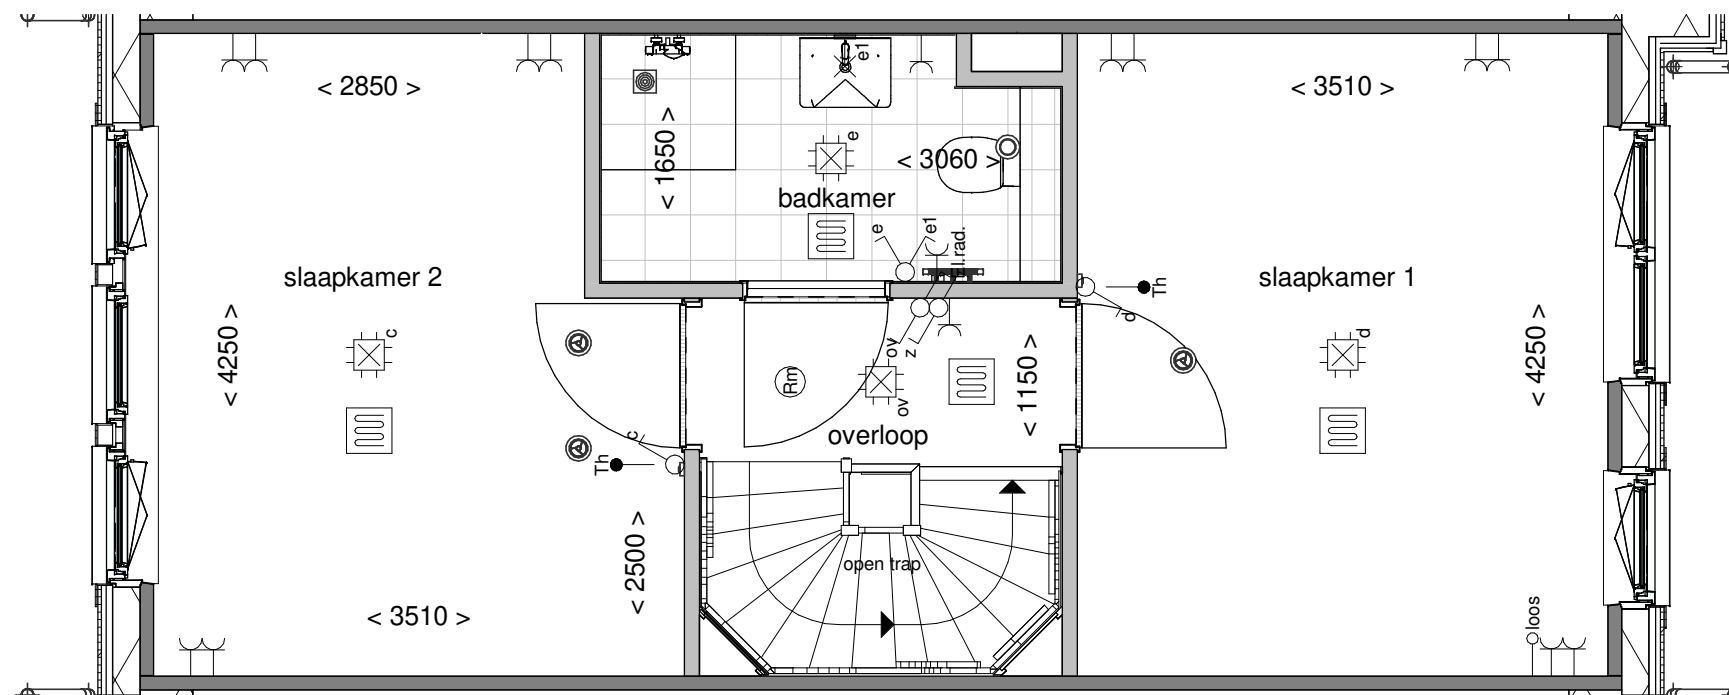 < 2850 >
e1
< 3510 >
< 1650 >
e
< 3060 >
badkamer
e
e1
el.rad.
slaapkamer 2
slaapkamer 1
Th
d
< 4250 >
c
ov
z
Rm
ov
< 1150 >
d
< 4250 >
overloop
c
Th
< 2500 >
open trap
< 3510 >
loos